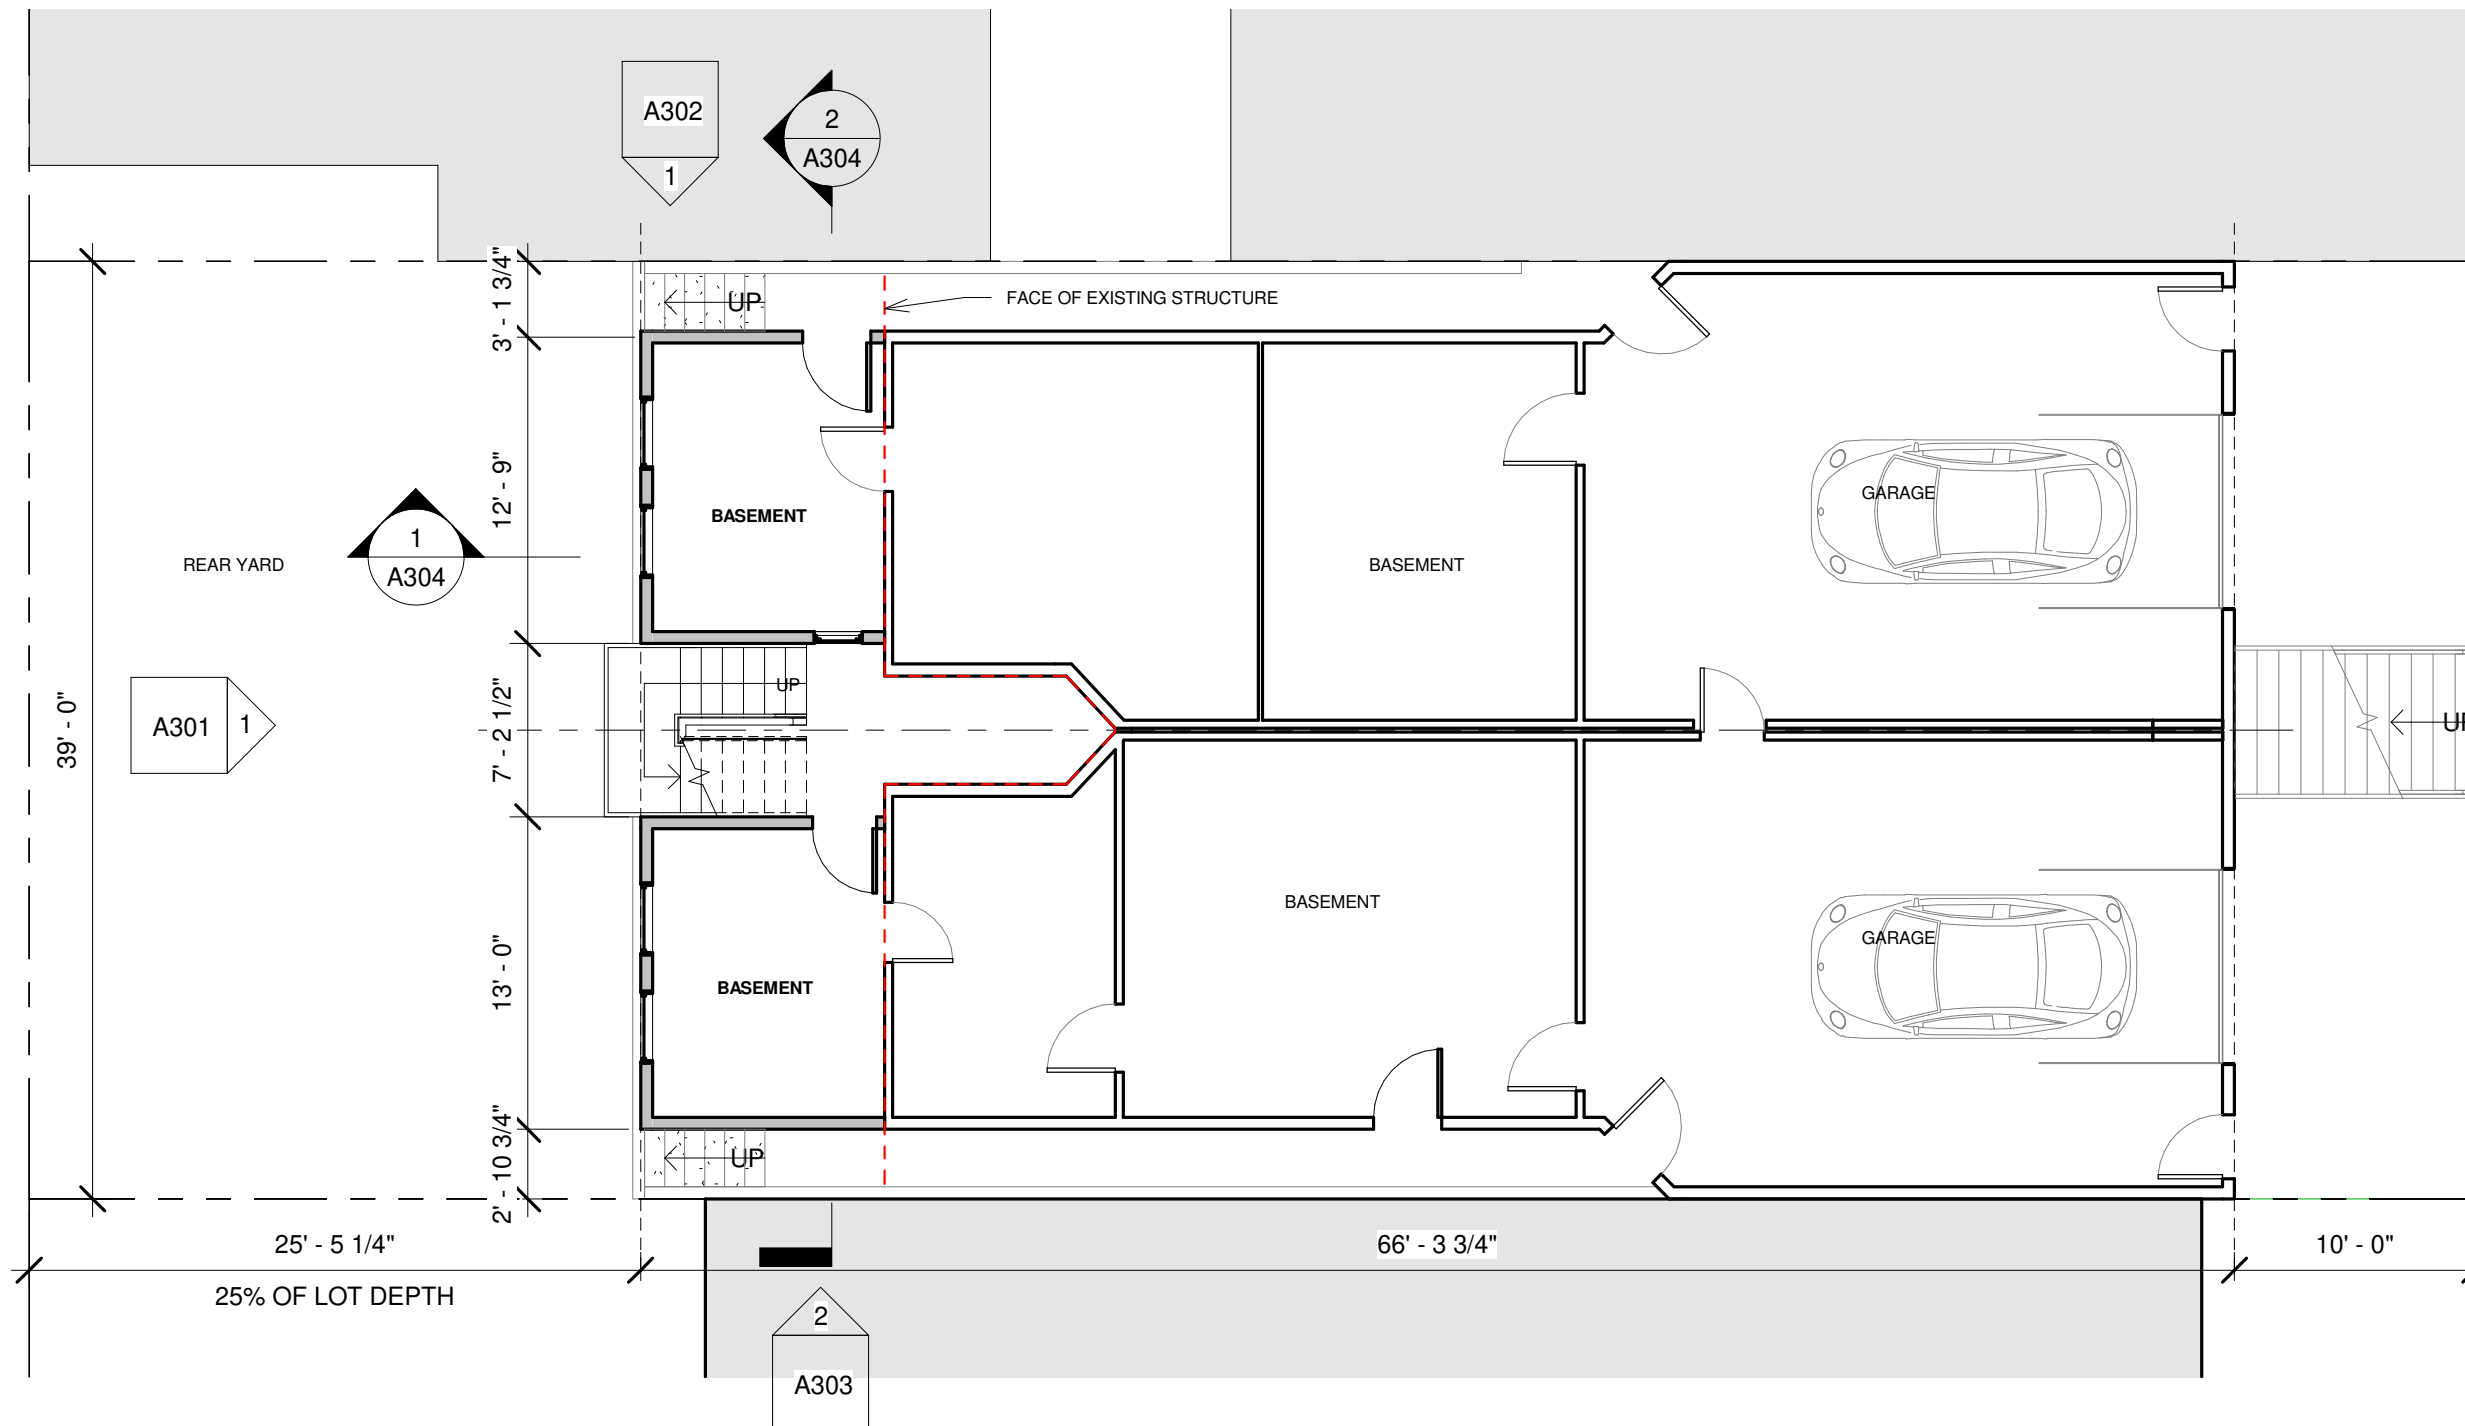 A302
1
2
A304
3' - 1 3/4"
UP
FACE OF EXISTING STRUCTURE
12' - 9"
BASEMENT
GARAGE
1
A304
REAR YARD
BASEMENT
UP
39' - 0"
A301
1
7' - 2 1/2"
BASEMENT
GARAGE
13' - 0"
BASEMENT
2' - 10 3/4"
UP
25' - 5 1/4"
66' - 3 3/4"
10' - 0"
25% OF LOT DEPTH
2
A303